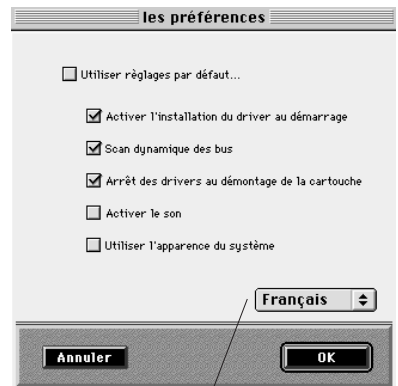 les préférences
Utiliser règlages par défaut...
Activer l'installation du driver au démarrage
Scan dynamique des bus
Arrêt des drivers au démontage de la cartouche
Activer le son
Utiliser l'apparence du système
Français
Annuler
OK